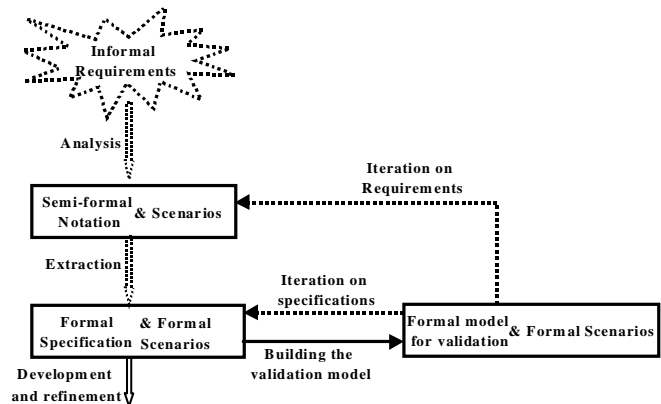 Informal
Requirements
Analysis
Iteration on
Requirements
Semi-formal
Notation & Scenarios
Extraction
Iteration on
specifications
Formal & Formal
Specification Scenarios
Formal model
for validation & Formal Scenarios
Building the
validation model
Development
and refinement